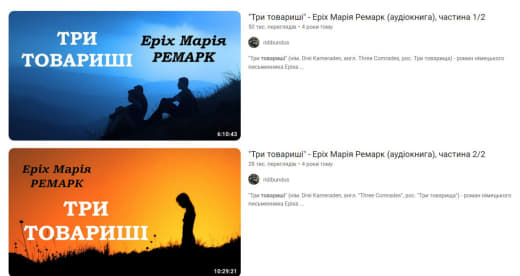 ТРИ
ТОВАРИШІ
Еріх Марія
РЕМАРК
6:10:43
"Три товариші" - Еріх Марія Ремарк (аудіокнига), частина 1/2
50 тис. переглядів • 4 роки тому
ridibundus
"Три товариші" (нім. Drei Kameraden, англ. Three Comrades, рос. Три товарища) - роман німецького
письменника Еріха ...
Еріх Марія
РЕМАРК
ТРИ
ТОВАРИШІ
10:29:21
"Три товариші" - Еріх Марія Ремарк (аудіокнига), частина 2/2
28 тис. переглядів • 4 роки тому
ridibundus
"Три товариші" (нім. Drei Kameraden, англ. "Three Comrades", рос. "Три товарища") - роман німецького
письменника Еріха ...